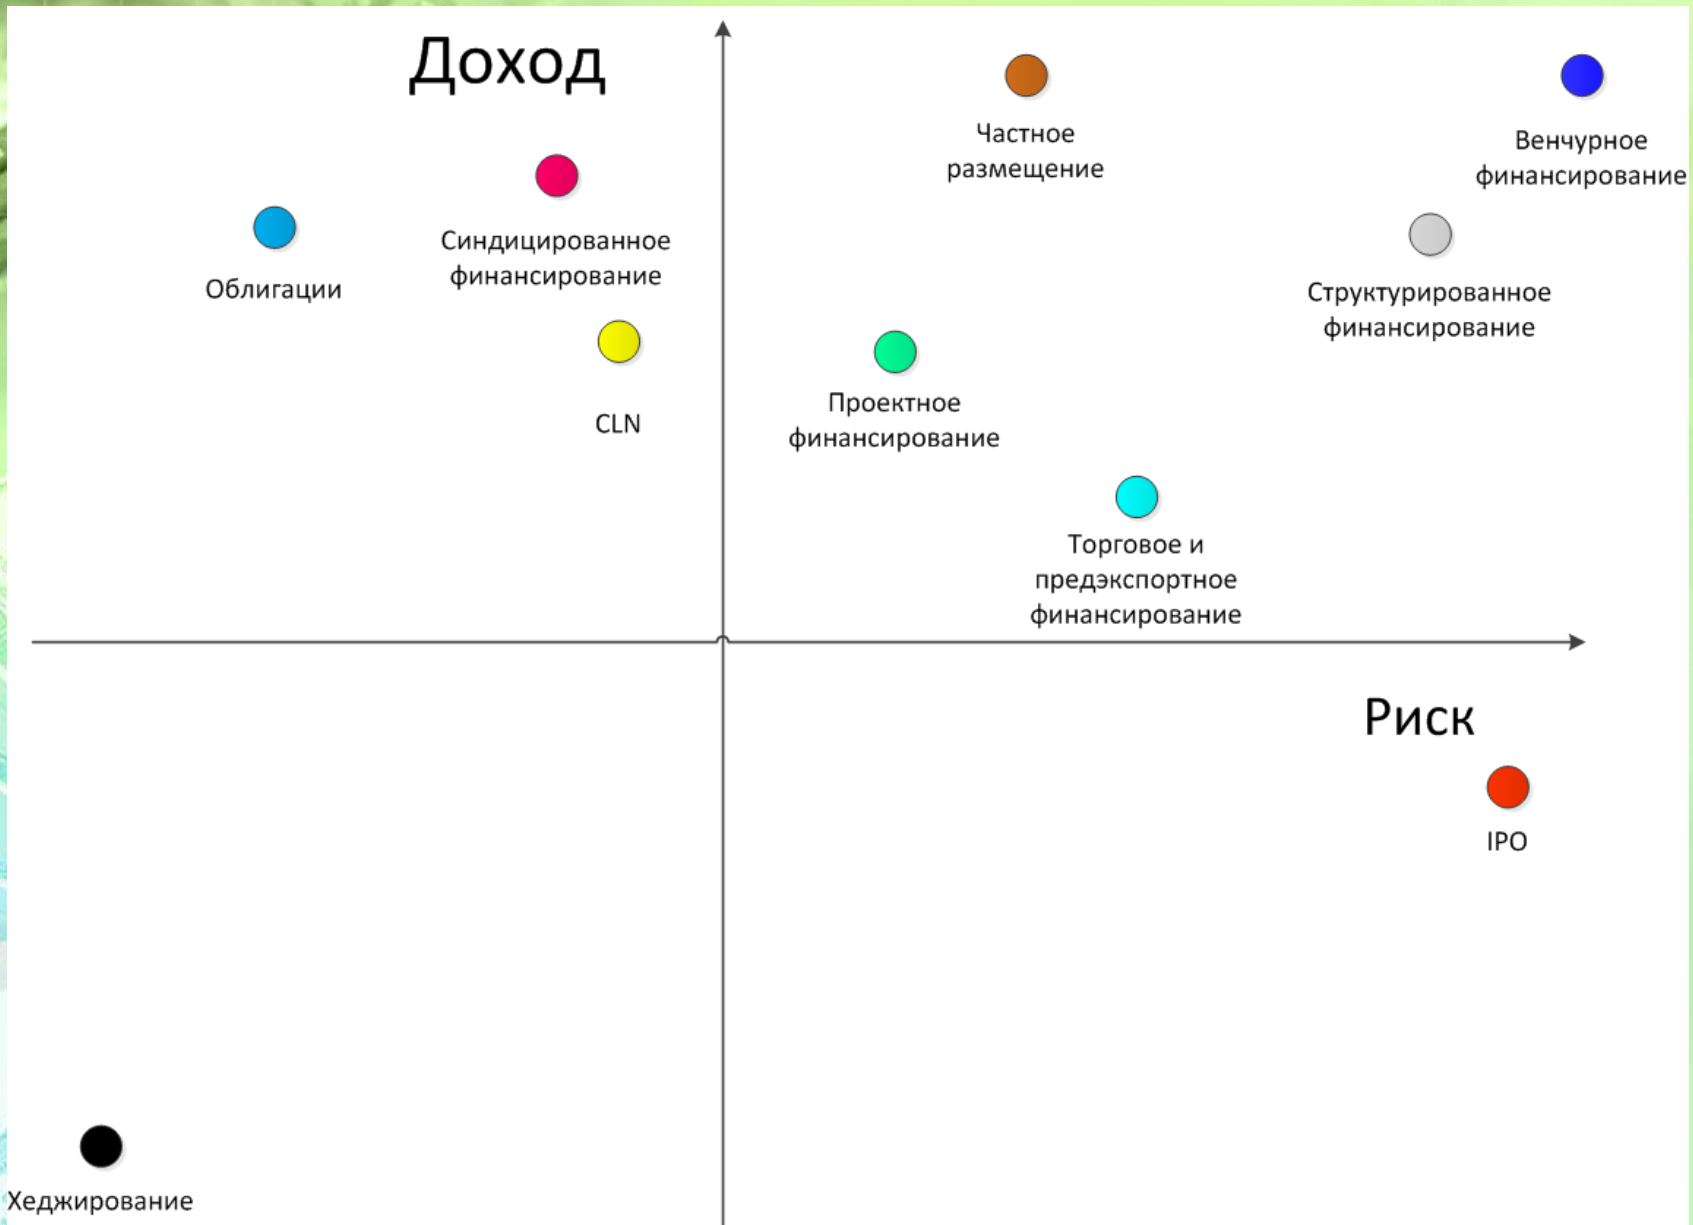 Доход
Частное
размещение
Венчурное
финансирование
Синдицированное
финансирование
Облигации
Структурированное
финансирование
CLN
Проектное
финансирование
Торговое и
предэкспортное
финансирование
Риск
IPO
Хеджирование